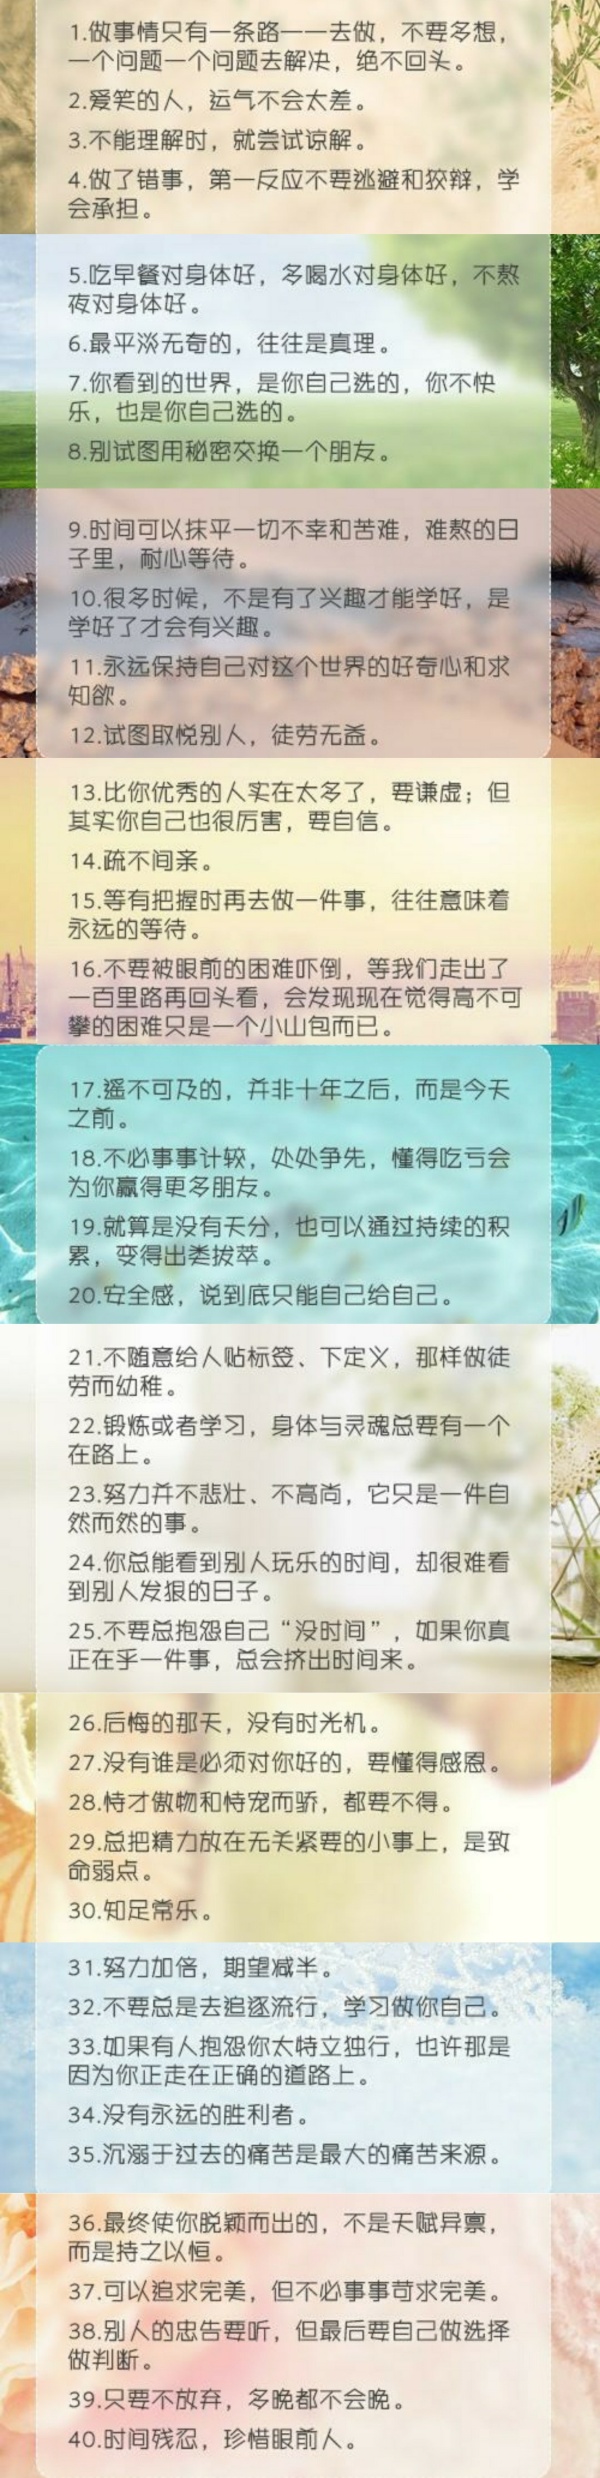 1.做事情只有一条路——去做，不要多想，
一个问题一个问题去解决，绝不回头。
2.爱笑的人，运气不会太差。
3.不能理解时，就尝试谅解。
4.做了错事，第一反应不要逃避和狡辩，学
会承担。
5.吃早餐对身体好，多喝水对身体好，不熬
夜对身体好。
6.最平淡无奇的，往往是真理。
7.你看到的世界，是你自己选的，你不快
乐，也是你自己选的。
8.别试图用秘密交换一个朋友。
9.时间可以抹平一切不幸和苦难，难熬的日
子里，耐心等待。
10.很多时候，不是有了兴趣才能学好，是
学好了才会有兴趣。
11.永远保持自己对这个世界的好奇心和求
知欲。
12.试图取悦别人，徒劳无益。
13.比你优秀的人实在太多了，要谦虚；但
其实你自己也很厉害，要自信。
14.疏不间亲。
15.等有把握时再去做一件事，往往意味着
永远的等待。
16.不要被眼前的困难吓倒，等我们走出了
一百里路再回头看，会发现现在觉得高不可
攀的困难只是一个小山包而已。
17.遥不可及的，并非十年之后，而是今天
之前。
18.不必事事计较，处处争先，懂得吃亏会
为你赢得更多朋友。
19.就算是没有天分，也可以通过持续的积
累，变得出类拔萃。
20.安全感，说到底只能自己给自己。
21.不随意给人贴标签、下定义，那样做徒
劳而幼稚。
22.锻炼或者学习，身体与灵魂总要有一个
在路上。
23.努力并不悲壮、不高尚，它只是一件自
然而然的事。
24.你总能看到别人玩乐的时间，却很难看
到别人发狠的日子。
25.不要总抱怨自己“没时间”，如果你真
正在乎一件事，总会挤出时间来。
26.后悔的那天，没有时光机。
27.没有谁是必须对你好的，要懂得感恩。
28.恃才傲物和恃宠而骄，都要不得。
29.总把精力放在无关紧要的小事上，是致
命弱点。
30.知足常乐。
31.努力加倍，期望减半。
32.不要总是去追逐流行，学习做你自己。
33.如果有人抱怨你太特立独行，也许那是
因为你正走在正确的道路上。
34.没有永远的胜利者。
35.沉溺于过去的痛苦是最大的痛苦来源。
36.最终使你脱颖而出的，不是天赋异禀，
而是持之以恒。
37.可以追求完美，但不必事事苛求完美。
38.别人的忠告要听，但最后要自己做选择
做判断。
39.只要不放弃，多晚都不会晚。
40.时间残忍，珍惜眼前人。